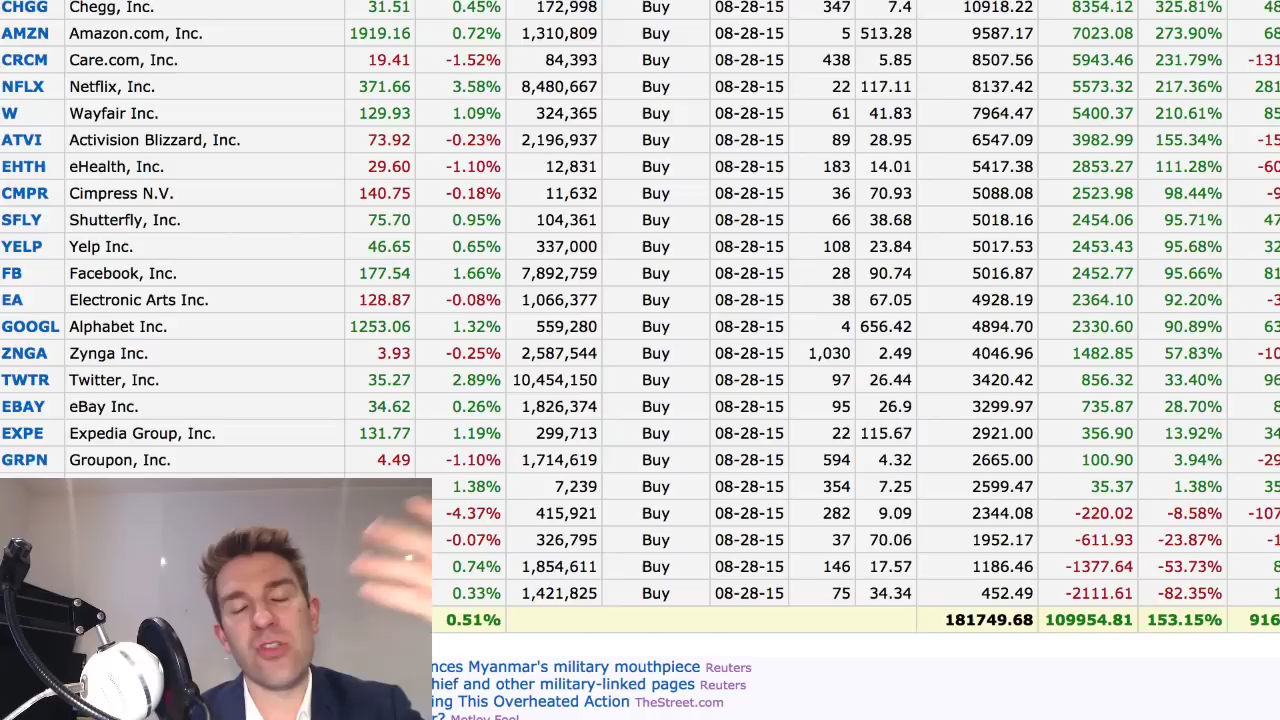 CHGG Chegg, Inc. 31.51 0.45% 172,998 Buy 08-28-15 347 7.4 10918.22 8354.12 325.81% 48
AMZN Amazon.com, Inc. 1919.16 0.72% 1,310,809 Buy 08-28-15 5 513.28 9587.17 7023.08 273.90% 68
CRCM Care.com, Inc. 19.41 -1.52% 84,393 Buy 08-28-15 438 5.85 8507.56 5943.46 231.79% -131
NFLX Netflix, Inc. 371.66 3.58% 8,480,667 Buy 08-28-15 22 117.11 8137.42 5573.32 217.36% 281
W Wayfair Inc. 129.93 1.09% 324,365 Buy 08-28-15 61 41.83 7964.47 5400.37 210.61% 85
ATVI Activision Blizzard, Inc. 73.92 -0.23% 2,196,937 Buy 08-28-15 89 28.95 6547.09 3982.99 155.34% -15
EHTH eHealth, Inc. 29.60 -1.10% 12,831 Buy 08-28-15 183 14.01 5417.38 2853.27 111.28% -60
CMPR Cimpress N.V. 140.75 -0.18% 11,632 Buy 08-28-15 36 70.93 5088.08 2523.98 98.44% -9
SFLY Shutterfly, Inc. 75.70 0.95% 104,361 Buy 08-28-15 66 38.68 5018.16 2454.06 95.71% 47
YELP Yelp Inc. 46.65 0.65% 337,000 Buy 08-28-15 108 23.84 5017.53 2453.43 95.68% 32
FB Facebook, Inc. 177.54 1.66% 7,892,759 Buy 08-28-15 28 90.74 5016.87 2452.77 95.66% 81
EA Electronic Arts Inc. 128.87 -0.08% 1,066,377 Buy 08-28-15 38 67.05 4928.19 2364.10 92.20% -3
GOOGL Alphabet Inc. 1253.06 1.32% 559,280 Buy 08-28-15 4 656.42 4894.70 2330.60 90.89% 63
ZNGA Zynga Inc. 3.93 -0.25% 2,587,544 Buy 08-28-15 1,030 2.49 4046.96 1482.85 57.83% -10
TWTR Twitter, Inc. 35.27 2.89% 10,454,150 Buy 08-28-15 97 26.44 3420.42 856.32 33.40% 96
EBAY eBay Inc. 34.62 0.26% 1,826,374 Buy 08-28-15 95 26.9 3299.97 735.87 28.70% 8
EXPE Expedia Group, Inc. 131.77 1.19% 299,713 Buy 08-28-15 22 115.67 2921.00 356.90 13.92% 34
GRPN Groupon, Inc. 4.49 -1.10% 1,714,619 Buy 08-28-15 594 4.32 2665.00 100.90 3.94% -29
1.38% 7,239 Buy 08-28-15 354 7.25 2599.47 35.37 1.38% 35
-4.37% 415,921 Buy 08-28-15 282 9.09 2344.08 -220.02 -8.58% -107
-0.07% 326,795 Buy 08-28-15 37 70.06 1952.17 -611.93 -23.87% -1
0.74% 1,854,611 Buy 08-28-15 146 17.57 1186.46 -1377.64 -53.73% 8
0.33% 1,421,825 Buy 08-28-15 75 34.34 452.49 -2111.61 -82.35% 1
0.51% 181749.68 109954.81 153.15% 916
nces Myanmar's military mouthpiece Reuters
hief and other military-linked pages Reuters
ing This Overheated Action TheStreet.com
r? Motley Fool